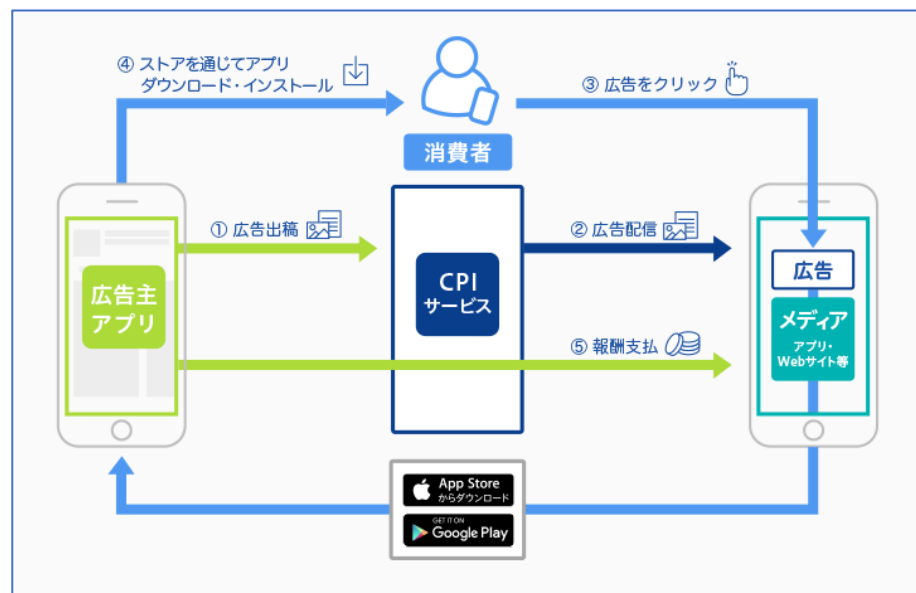 ④ ストアを通じてアプリ
ダウンロード・インストール
③ 広告をクリック
消費者
① 広告出稿
② 広告配信
広告主
アプリ
CPI
サービス
広告
メディア
アプリ・
Webサイト等
⑤ 報酬支払
App Store
からダウンロード
GET IT ON
Google Play